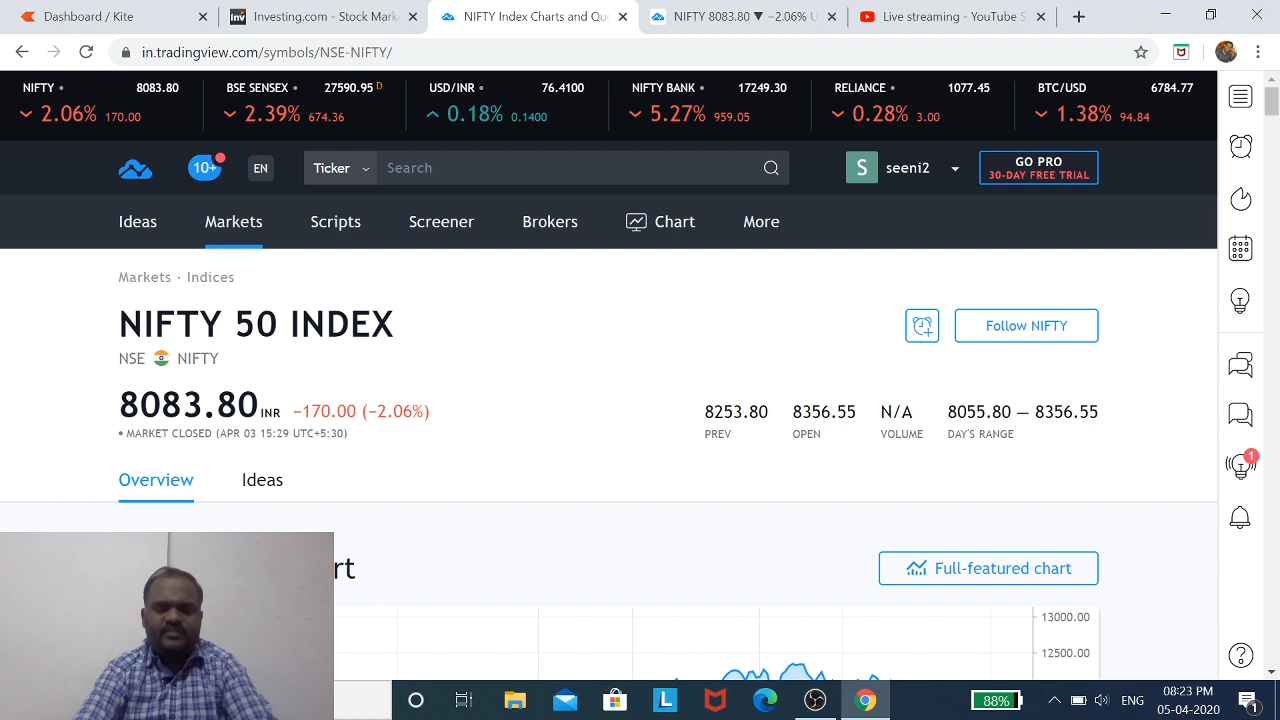 Dashboard / Kite
Inv Investing.com - Stock Mark
NIFTY Index Charts and Quo
NIFTY 8083.80 ▼ −2.06% U
Live streaming - YouTube S
in.tradingview.com/symbols/NSE-NIFTY/
NIFTY 8083.80
2.06% 170.00
BSE SENSEX 27590.95 D
2.39% 674.36
USD/INR 76.4100
0.18% 0.1400
NIFTY BANK 17249.30
5.27% 959.05
RELIANCE 1077.45
0.28% 3.00
BTC/USD 6784.77
1.38% 94.84
10+ EN Ticker Search S seeni2
GO PRO
30-DAY FREE TRIAL
Ideas Markets Scripts Screener Brokers Chart More
Markets · Indices
NIFTY 50 INDEX
Follow NIFTY
NSE NIFTY
8083.80 INR −170.00 (−2.06%)
• MARKET CLOSED (APR 03 15:29 UTC+5:30)
8253.80 8356.55 N/A 8055.80 — 8356.55
PREV OPEN VOLUME DAY'S RANGE
1
Overview Ideas
rt
Full-featured chart
13000.00
12500.00
L
88%
ENG
08:23 PM
05-04-2020
1